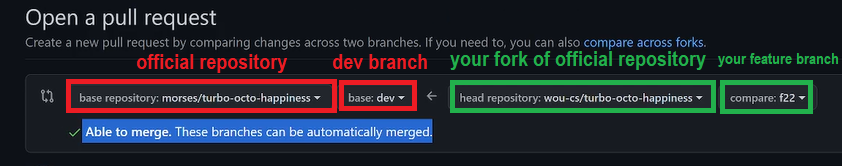 Open a pull request
Create a new pull request by comparing changes across two branches. If you need to, you can also compare across forks.
official repository dev branch your fork of official repository your feature branch
base repository: morses/turbo-octo-happiness base: dev head repository: wou-cs/turbo-octo-happiness compare: f22
Able to merge. These branches can be automatically merged.